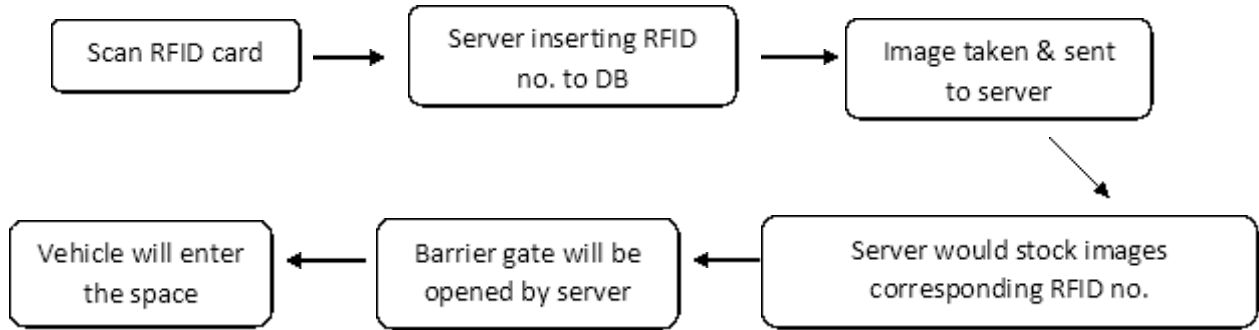 Scan RFID card
Server inserting RFID
no. to DB
Image taken & sent
to server
Server would stock images
corresponding RFID no.
Barrier gate will be
opened by server
Vehicle will enter
the space